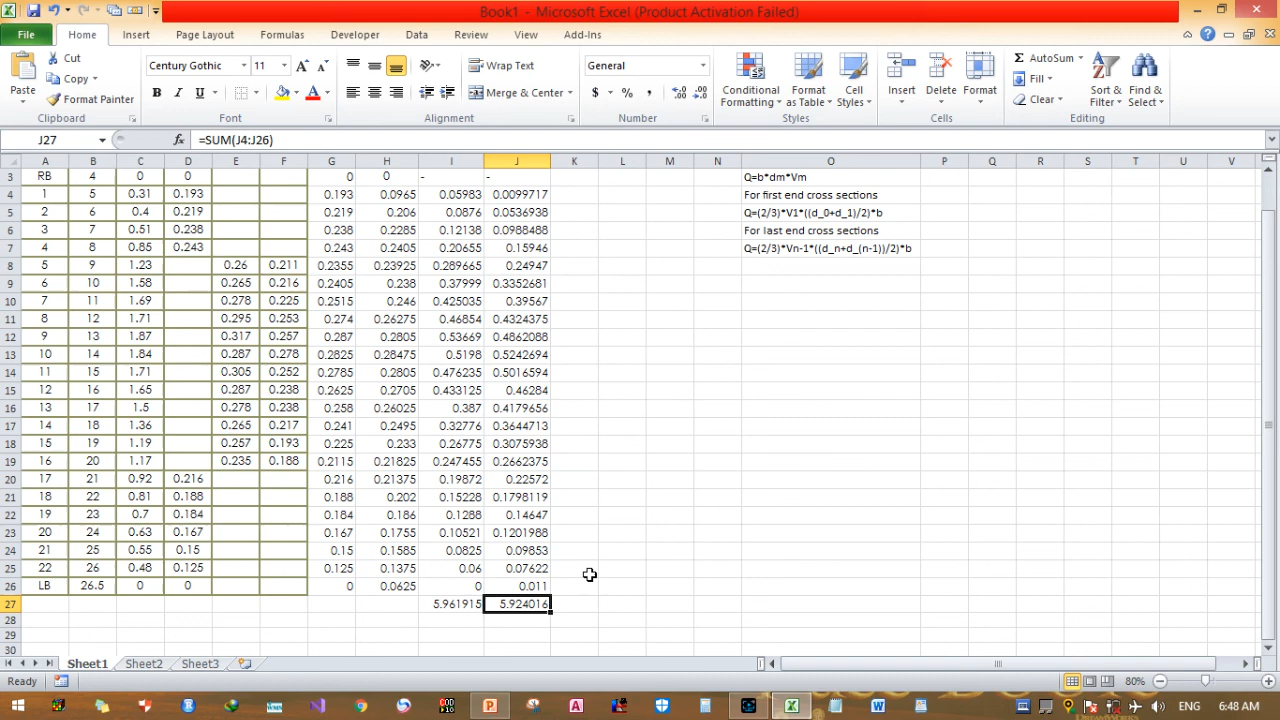 Book1 - Microsoft Excel (Product Activation Failed)
File Home Insert Page Layout Formulas Developer Data Review View Add-Ins
Paste Cut Copy Format Painter Clipboard
Century Gothic 11 B I U A A A Font
Wrap Text Merge & Center Alignment
General $ % , Number
Conditional Formatting Format as Table Cell Styles Styles
Insert Delete Format Cells
AutoSum Fill Clear Sort & Filter Find & Select Editing
J27 fx =SUM(J4:J26)
A B C D E F G H I J K L M N O P Q R S T U V
3 RB 4 0 0 0 0 - - Q=b*dm*Vm
4 1 5 0.31 0.193 0.193 0.0965 0.05983 0.0099717 For first end cross sections
5 2 6 0.4 0.219 0.219 0.206 0.0876 0.0536938 Q=(2/3)*V1*((d_0+d_1)/2)*b
6 3 7 0.51 0.238 0.238 0.2285 0.12138 0.0988488 For last end cross sections
7 4 8 0.85 0.243 0.243 0.2405 0.20655 0.15946 Q=(2/3)*Vn-1*((d_n+d_(n-1))/2)*b
8 5 9 1.23 0.26 0.211 0.2355 0.23925 0.289665 0.24947
9 6 10 1.58 0.265 0.216 0.2405 0.238 0.37999 0.3352681
10 7 11 1.69 0.278 0.225 0.2515 0.246 0.425035 0.39567
11 8 12 1.71 0.295 0.253 0.274 0.26275 0.46854 0.4324375
12 9 13 1.87 0.317 0.257 0.287 0.2805 0.53669 0.4862088
13 10 14 1.84 0.287 0.278 0.2825 0.28475 0.5198 0.5242694
14 11 15 1.71 0.305 0.252 0.2785 0.2805 0.476235 0.5016594
15 12 16 1.65 0.287 0.238 0.2625 0.2705 0.433125 0.46284
16 13 17 1.5 0.278 0.238 0.258 0.26025 0.387 0.4179656
17 14 18 1.36 0.265 0.217 0.241 0.2495 0.32776 0.3644713
18 15 19 1.19 0.257 0.193 0.225 0.233 0.26775 0.3075938
19 16 20 1.17 0.235 0.188 0.2115 0.21825 0.247455 0.2662375
20 17 21 0.92 0.216 0.216 0.21375 0.19872 0.22572
21 18 22 0.81 0.188 0.188 0.202 0.15228 0.1798119
22 19 23 0.7 0.184 0.184 0.186 0.1288 0.14647
23 20 24 0.63 0.167 0.167 0.1755 0.10521 0.1201988
24 21 25 0.55 0.15 0.15 0.1585 0.0825 0.09853
25 22 26 0.48 0.125 0.125 0.1375 0.06 0.07622
26 LB 26.5 0 0 0 0.0625 0 0.011
27 5.961915 5.924016
28
29
30
Sheet1 Sheet2 Sheet3
Ready 80%
ENG 6:48 AM